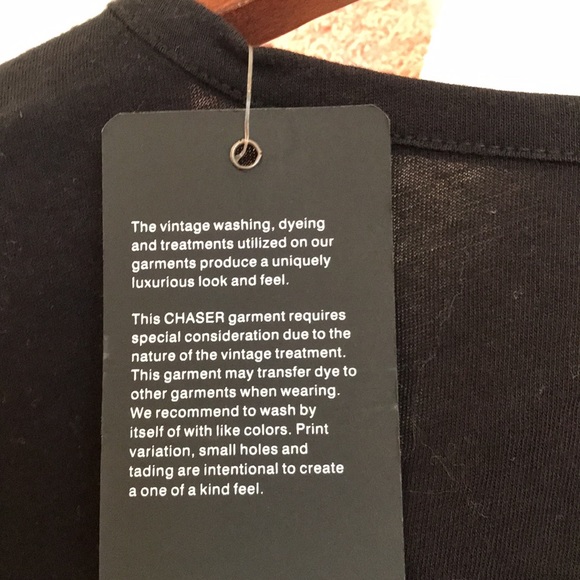 The vintage washing, dyeing
and treatments utilized on our
garments produce a uniquely
luxurious look and feel.
This CHASER garment requires
special consideration due to the
nature of the vintage treatment.
This garment may transfer dye to
other garments when wearing.
We recommend to wash by
itself of with like colors. Print
variation, small holes and
tading are intentional to create
a one of a kind feel.